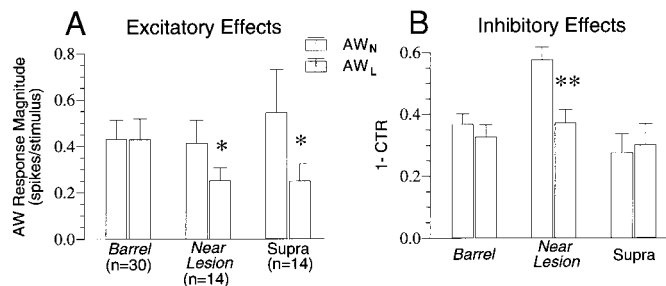 A Excitatory Effects
AW Response Magnitude
(spikes/stimulus)
0.8
0.6
0.4
0.2
0.0
Barrel
(n=30)
Near
Lesion
(n=14)
Supra
(n=14)
*
*
AWN
AWL
B Inhibitory Effects
1- CTR
0.6
0.4
0.2
0.0
**
Barrel
Near
Lesion
Supra